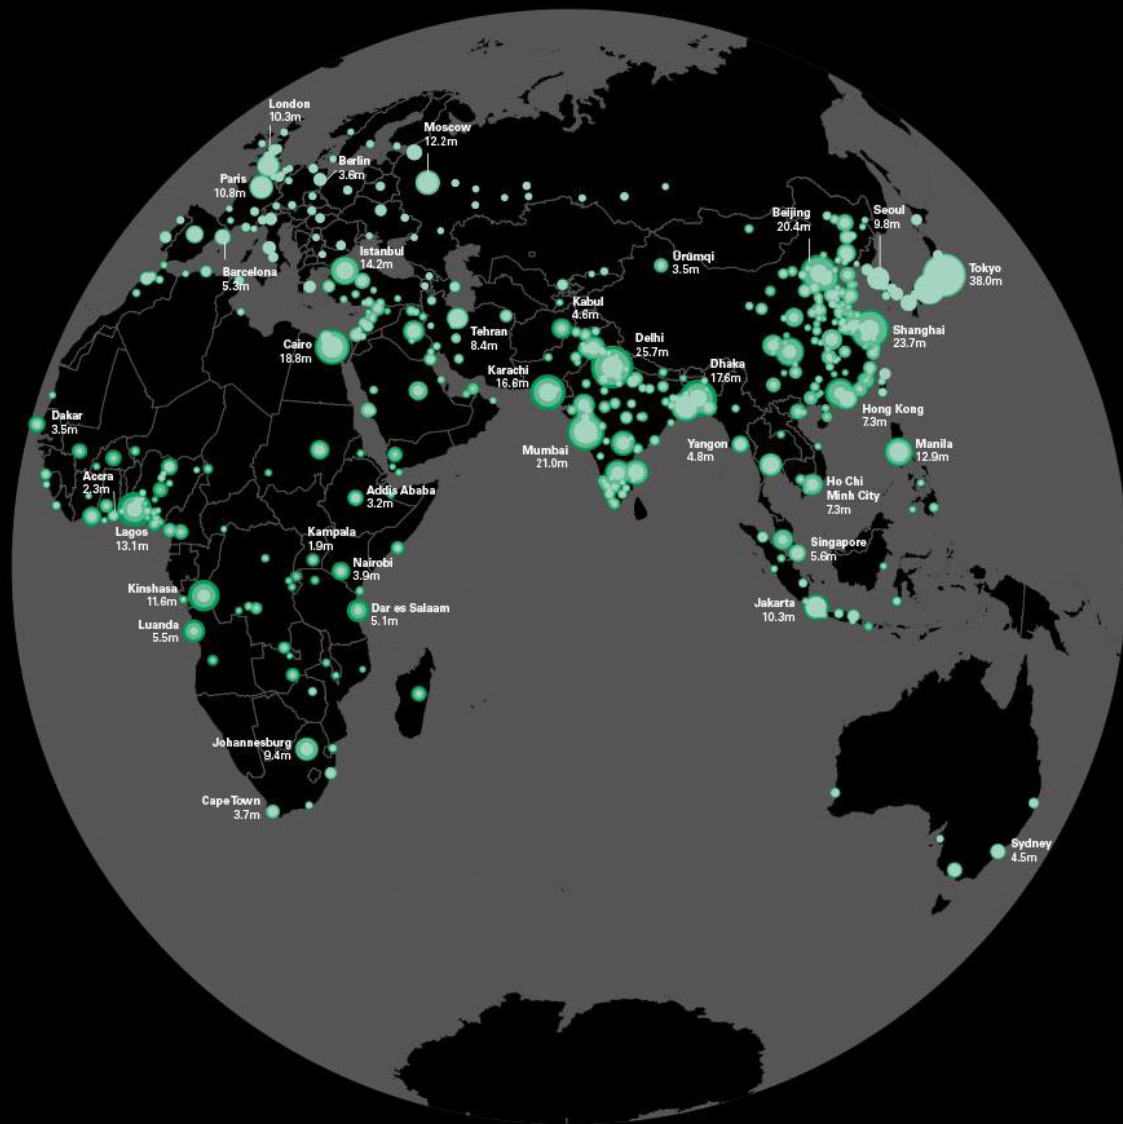 London
10.3m
Moscow
12.2m
Berlin
3.6m
Paris
10.8m
Barcelona
5.3m
Istanbul
14.2m
Beijing
20.4m
Seoul
9.8m
Ürümqi
3.5m
Tokyo
38.0m
Kabul
4.6m
Tehran
8.4m
Cairo
18.8m
Shanghai
23.7m
Delhi
25.7m
Karachi
16.6m
Dhaka
17.6m
Hong Kong
7.3m
Dakar
3.5m
Mumbai
21.0m
Yangon
4.8m
Manila
12.9m
Accra
2.3m
Addis Ababa
3.2m
Ho Chi
Minh City
7.3m
Lagos
13.1m
Kampala
1.9m
Nairobi
3.9m
Singapore
5.6m
Kinshasa
11.6m
Dar es Salaam
5.1m
Jakarta
10.3m
Luanda
5.5m
Johannesburg
9.4m
Cape Town
3.7m
Sydney
4.5m